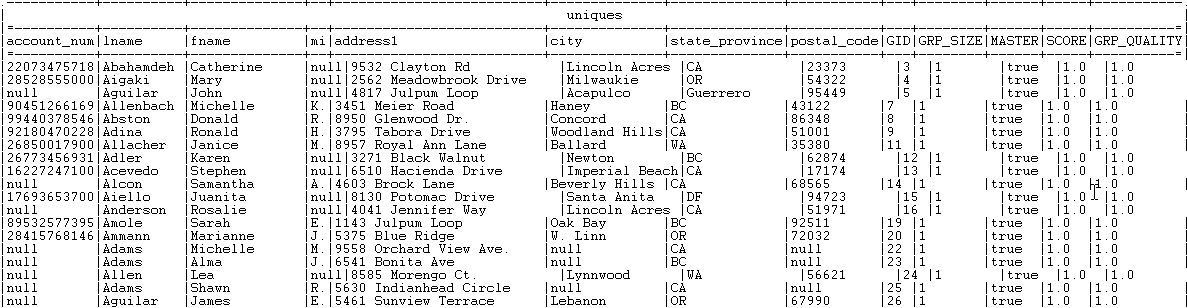 uniques
account_num|lname |fname |mi|address1 |city |state_province|postal_code|GID|GRP_SIZE|MASTER|SCORE|GRP_QUALITY
22073475718|Abahamdeh |Catherine |null|9532 Clayton Rd |Lincoln Acres |CA |23373 |3 |1 |true |1.0 |1.0
28528555000|Aigaki |Mary |null|2562 Meadowbrook Drive |Milwaukie |OR |54322 |4 |1 |true |1.0 |1.0
null |Aguilar |John |null|4817 Julpum Loop |Acapulco |Guerrero |95449 |5 |1 |true |1.0 |1.0
90451266169|Allenbach |Michelle |K.|3451 Meier Road |Haney |BC |43122 |7 |1 |true |1.0 |1.0
99440378546|Abston |Donald |R.|8950 Glenwood Dr. |Concord |CA |86348 |8 |1 |true |1.0 |1.0
92180470228|Adina |Ronald |H.|3795 Tabora Drive |Woodland Hills|CA |51001 |9 |1 |true |1.0 |1.0
26850017900|Allacher |Janice |M.|8957 Royal Ann Lane |Ballard |WA |35380 |11 |1 |true |1.0 |1.0
26773456931|Adler |Karen |null|3271 Black Walnut |Newton |BC |62874 |12 |1 |true |1.0 |1.0
16227247100|Acevedo |Stephen |null|6510 Hacienda Drive |Imperial Beach|CA |17174 |13 |1 |true |1.0 |1.0
null |Alcon |Samantha |A.|4603 Brock Lane |Beverly Hills |CA |68565 |14 |1 |true |1.0 |1.0
17693653700|Aiello |Juanita |null|8130 Potomac Drive |Santa Anita |DF |94723 |15 |1 |true |1.0 |1.0
null |Anderson |Rosalie |null|4041 Jennifer Way |Lincoln Acres |CA |51971 |16 |1 |true |1.0 |1.0
89532577395|Amole |Sarah |E.|1143 Julpum Loop |Oak Bay |BC |92511 |19 |1 |true |1.0 |1.0
28415768146|Ammann |Marianne |J.|5375 Blue Ridge |W. Linn |OR |72032 |20 |1 |true |1.0 |1.0
null |Adams |Michelle |M.|9558 Orchard View Ave. |null |CA |null |22 |1 |true |1.0 |1.0
null |Adams |Alma |J.|6541 Bonita Ave |null |BC |null |23 |1 |true |1.0 |1.0
null |Allen |Lea |null|8585 Morengo Ct. |Lynnwood |WA |56621 |24 |1 |true |1.0 |1.0
null |Adams |Shawn |R.|5630 Indianhead Circle |null |CA |null |25 |1 |true |1.0 |1.0
null |Aguilar |James |E.|5461 Sunview Terrace |Lebanon |OR |67990 |26 |1 |true |1.0 |1.0